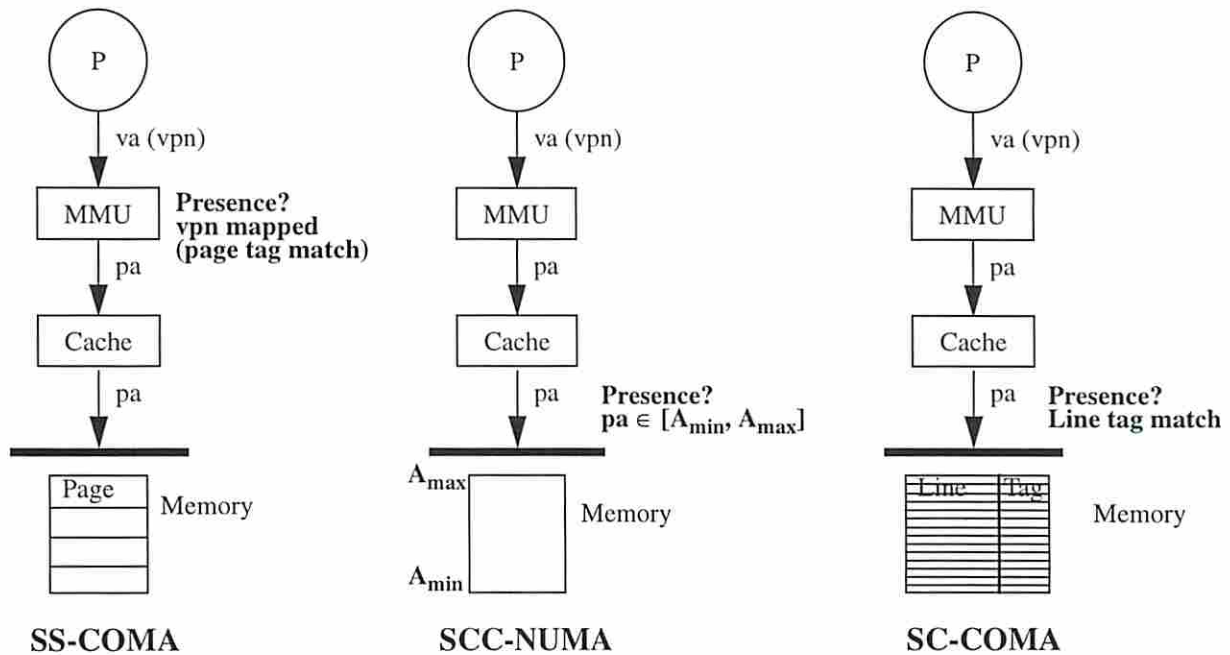 P
va (vpn)
MMU
Presence?
vpn mapped
(page tag match)
pa
Cache
pa
Page
Memory
SS-COMA
P
va (vpn)
MMU
pa
Cache
pa
Presence?
pa ∈ [Amin, Amax]
Amax
Memory
Amin
SCC-NUMA
P
va (vpn)
MMU
pa
Cache
pa
Presence?
Line tag match
Line Tag
Memory
SC-COMA